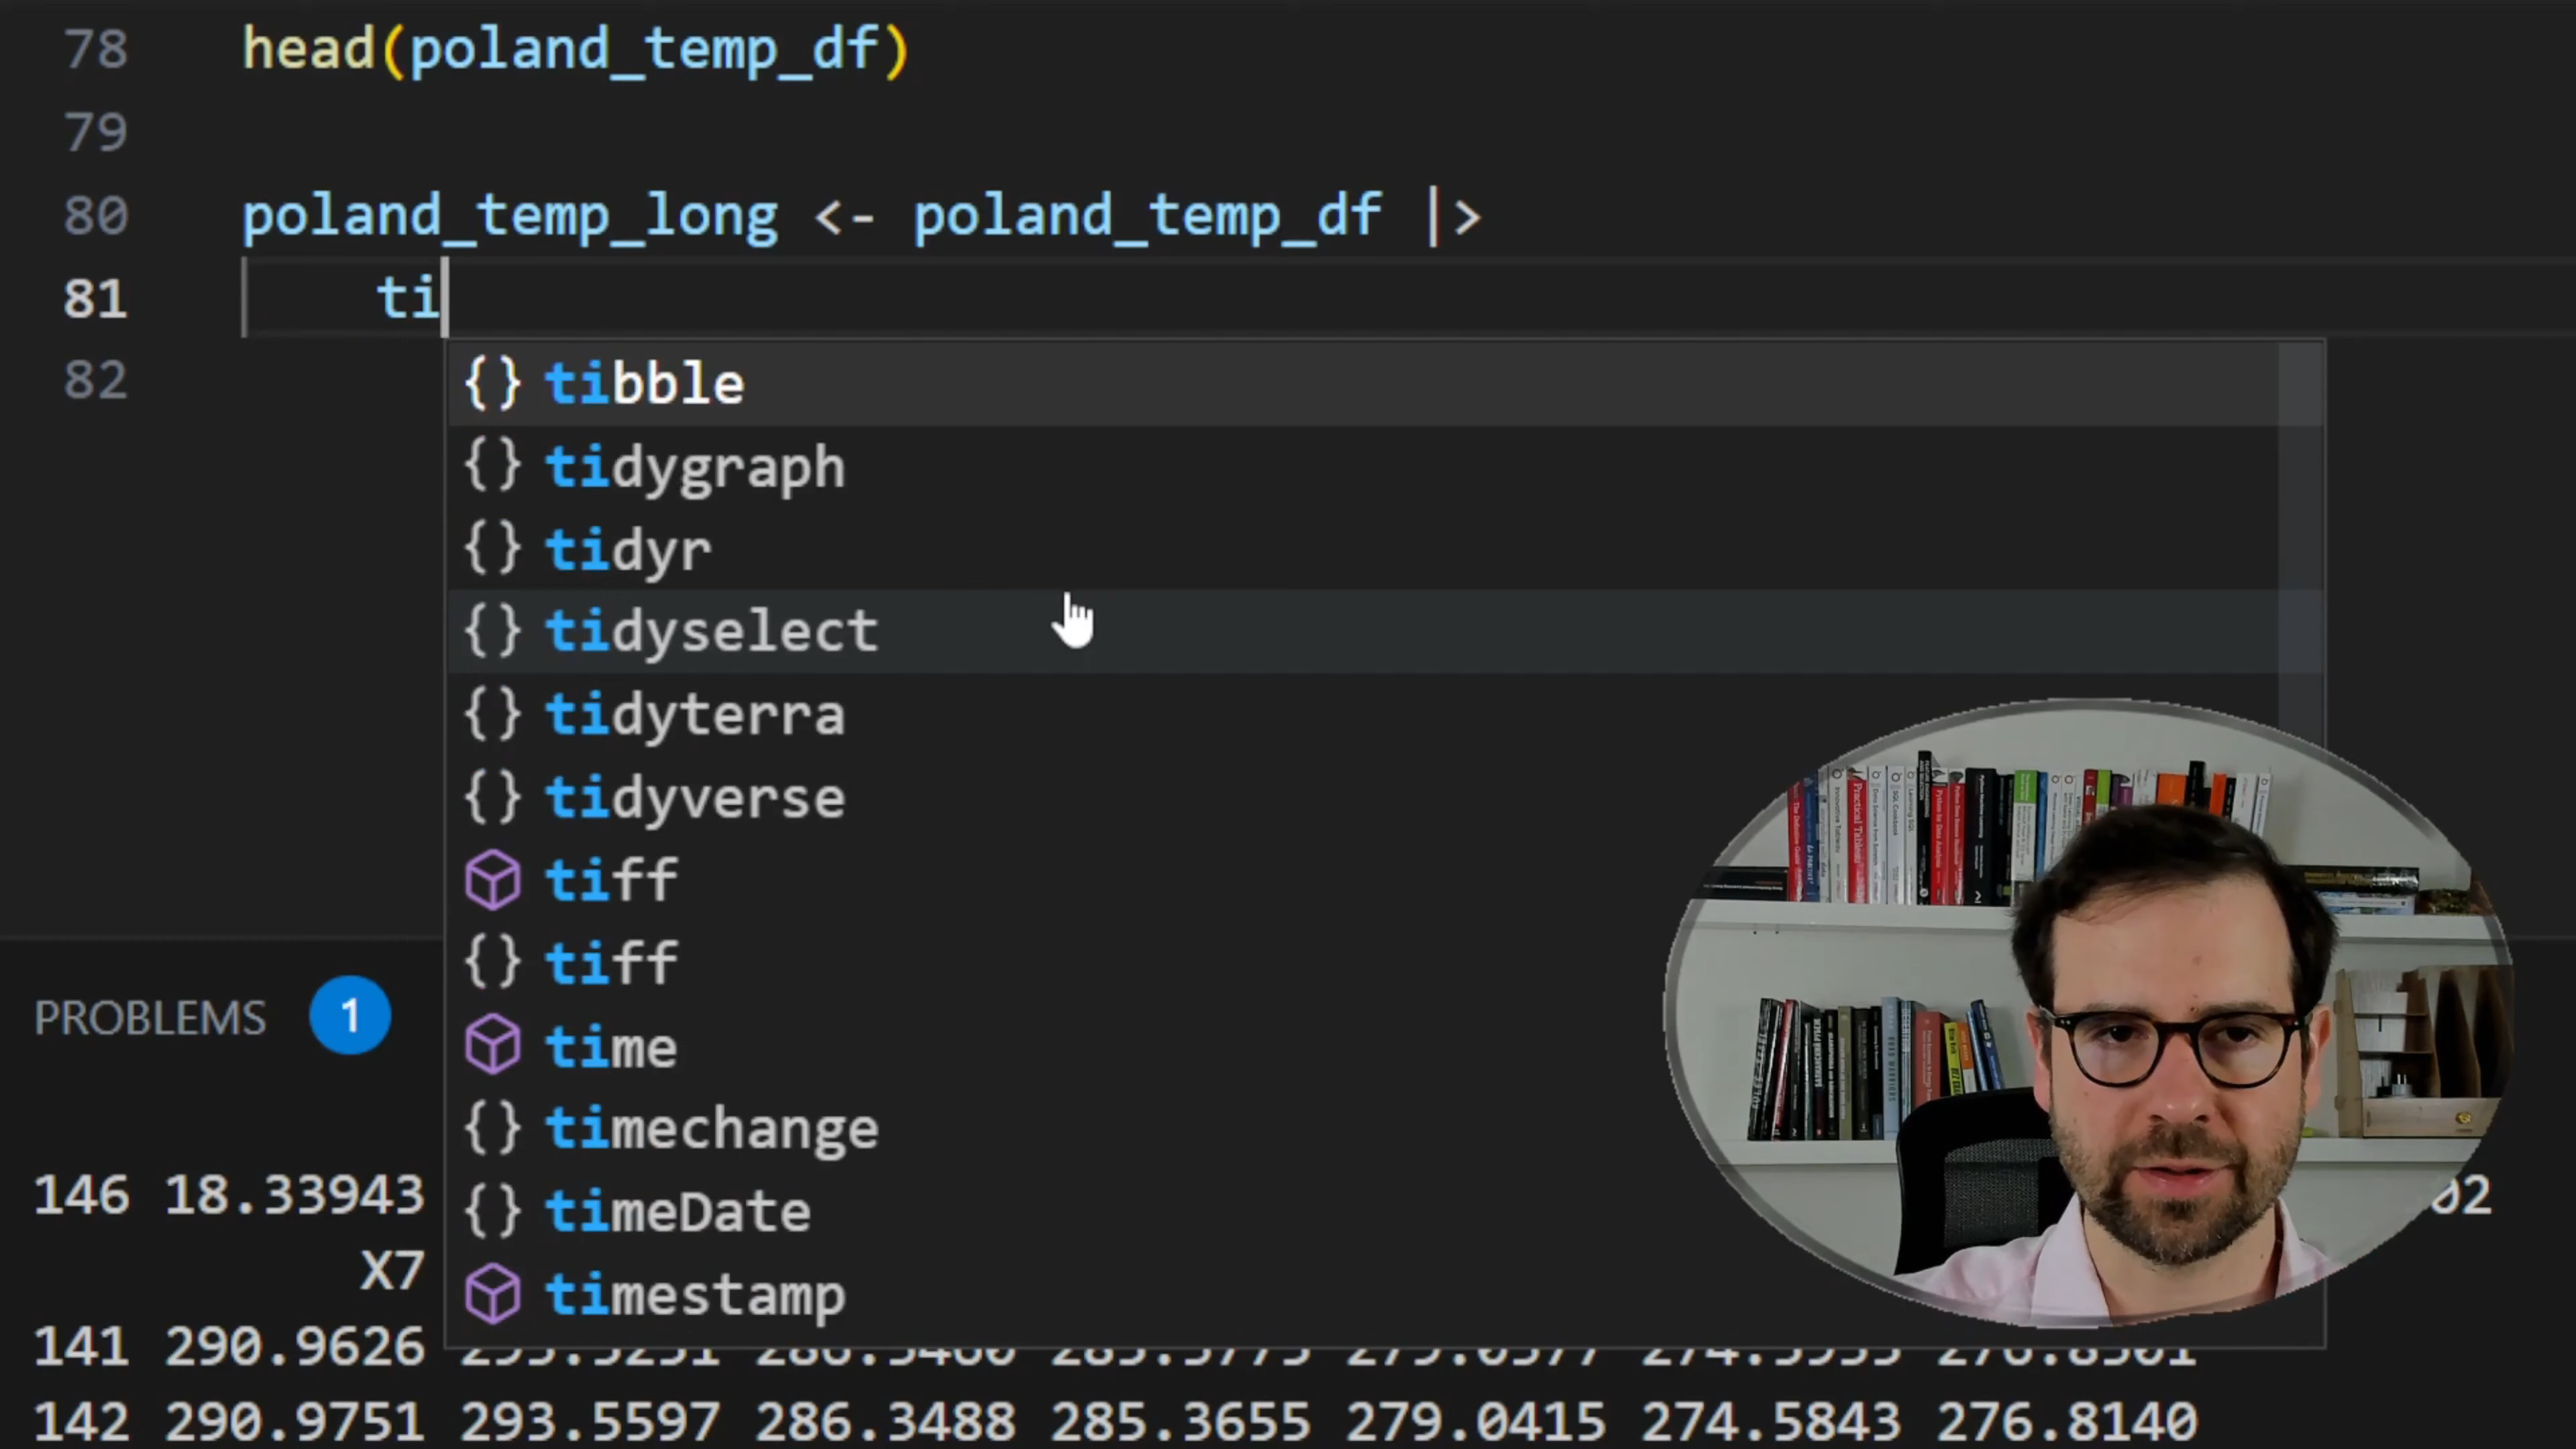 78 head(poland_temp_df)
79
80 poland_temp_long <- poland_temp_df |>
81 ti
82
{} tibble
{} tidygraph
{} tidyr
{} tidyselect
{} tidyterra
{} tidyverse
tiff
{} tiff
time
{} timechange
{} timeDate
timestamp
PROBLEMS 1
146 18.33943
X7
141 290.9626
142 290.9751 293.5597 286.3488 285.3655 279.0415 274.5843 276.8140